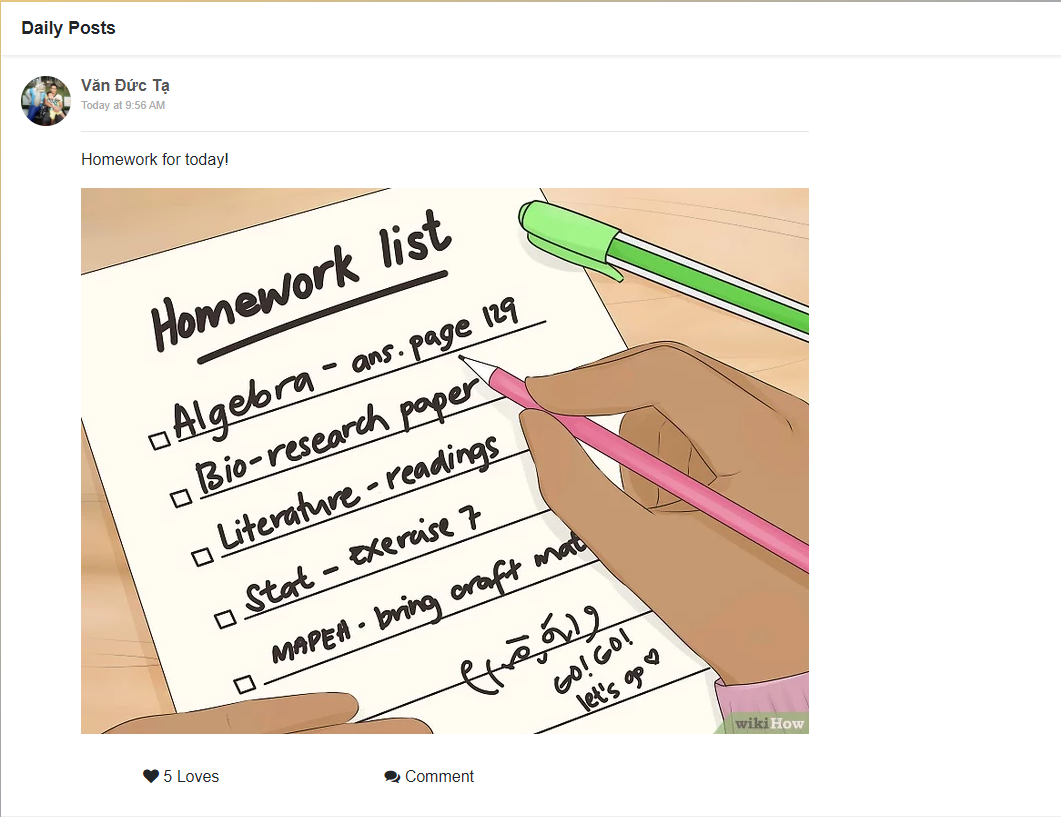 Daily Posts
Văn Đức Tạ
Today at 9:56 AM
Homework for today!
Homework list
Algebra - ans. page 129
Bio-research paper
Literature - readings
Stat - exercise 7
MAPEH - bring craft mat
GO! GO!
let's go
wikiHow
5 Loves
Comment